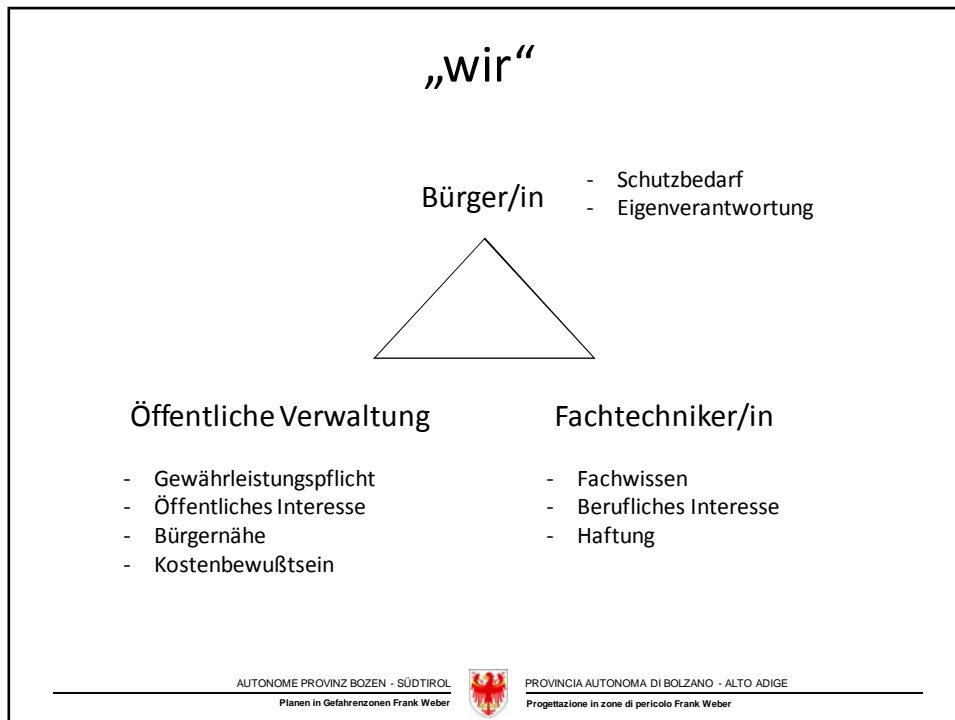 „wir“
Bürger/in
- Schutzbedarf
- Eigenverantwortung
Öffentliche Verwaltung
- Gewährleistungspflicht
- Öffentliches Interesse
- Bürgernähe
- Kostenbewußtsein
Fachtechniker/in
- Fachwissen
- Berufliches Interesse
- Haftung
AUTONOME PROVINZ BOZEN - SÜDTIROL
Planen in Gefahrenzonen Frank Weber
PROVINCIA AUTONOMA DI BOLZANO - ALTO ADIGE
Progettazione in zone di pericolo Frank Weber